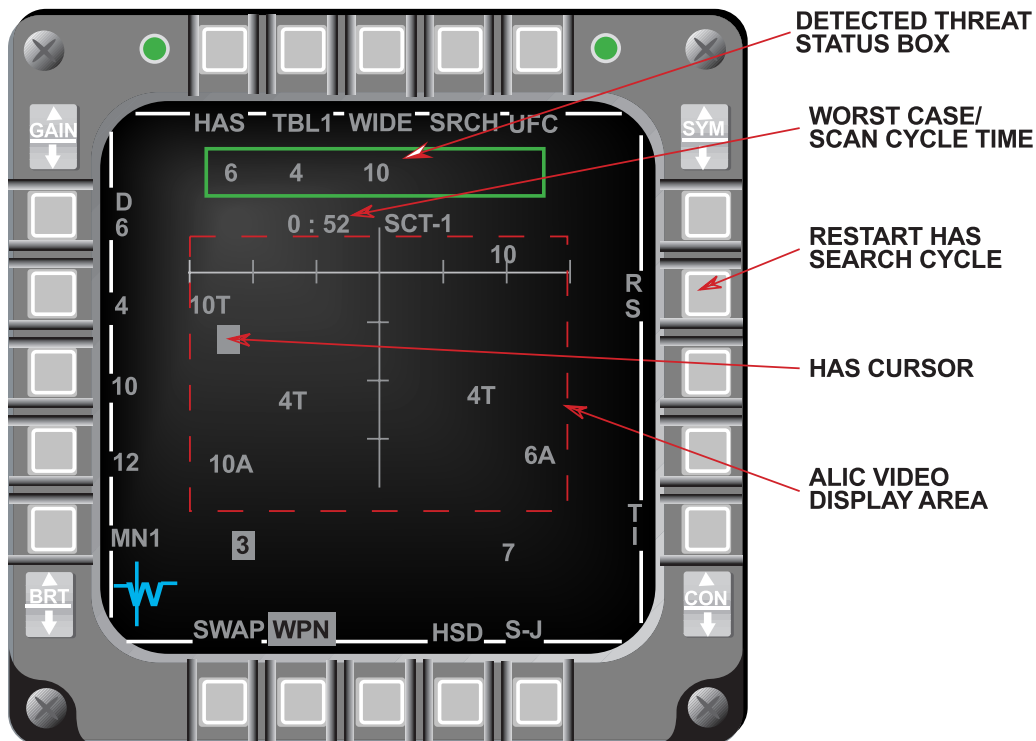 DETECTED THREAT
STATUS BOX
GAIN
HAS TBL1 WIDE SRCH UFC
WORST CASE/
SCAN CYCLE TIME
SYM
6 4 10
D
6
0 : 52 SCT-1
RESTART HAS
SEARCH CYCLE
10
R
S
4
10T
HAS CURSOR
10
4T
4T
12
10A
6A
ALIC VIDEO
DISPLAY AREA
T
I
MN1
3
7
BRT
CON
SWAP WPN HSD S-J